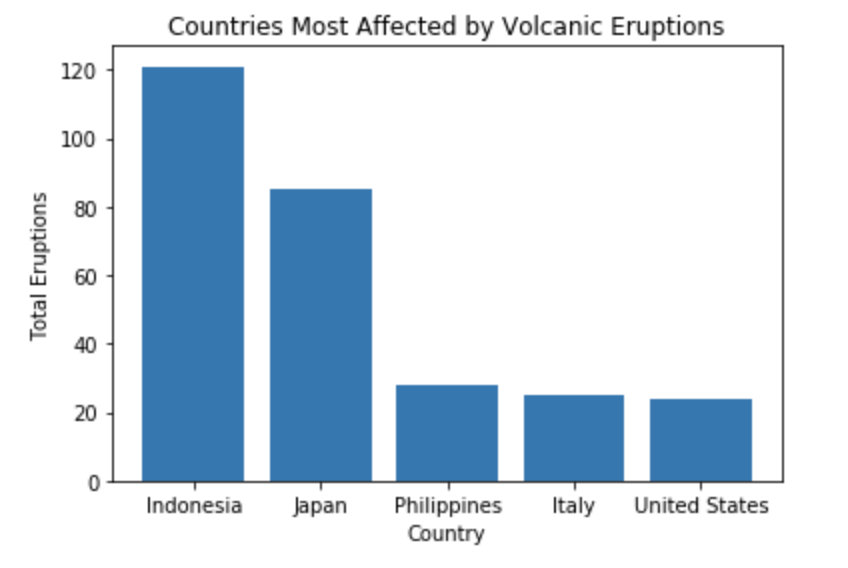 Countries Most Affected by Volcanic Eruptions
120
100
80
60
40
20
0
Total Eruptions
Indonesia Japan Philippines Italy United States
Country